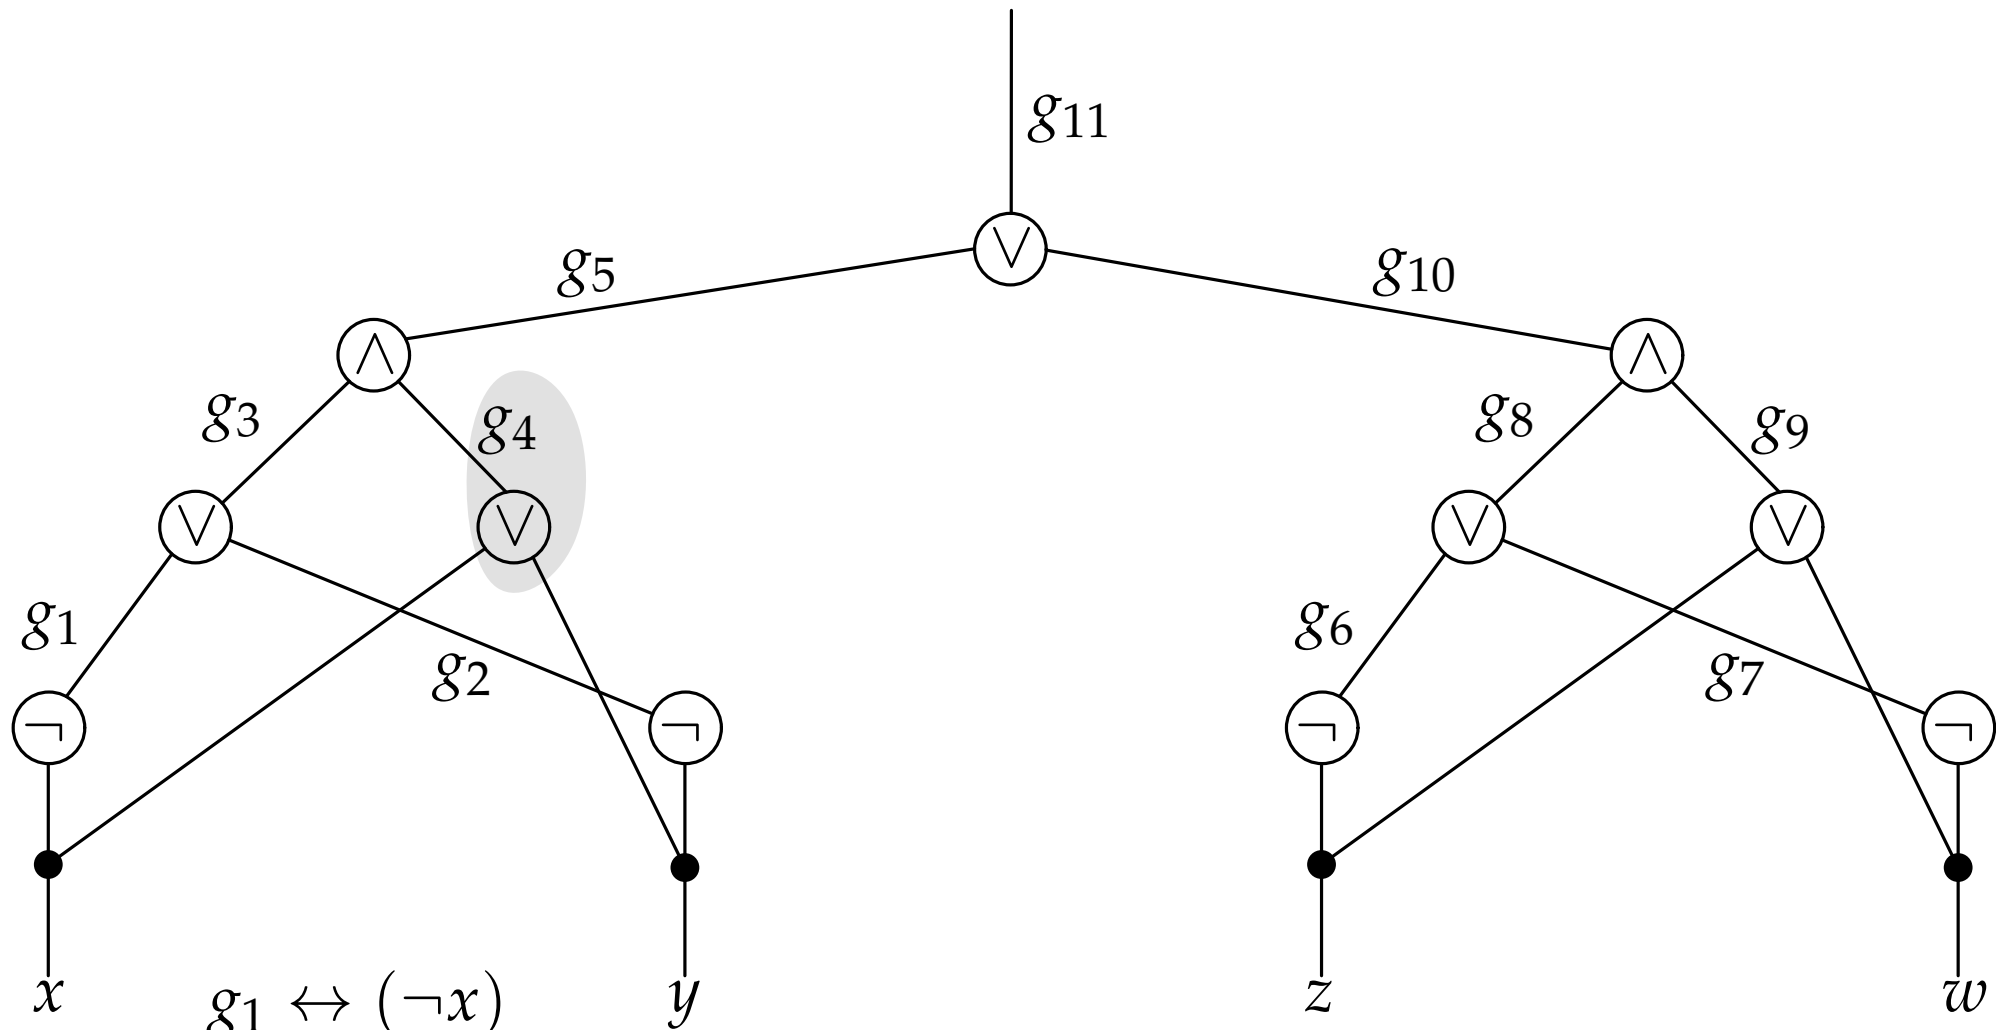 g11
∨
g5 g10
∧ ∧
g3 g4 g8 g9
∨ ∨ ∨ ∨
g1 g2 g6 g7
¬ ¬ ¬ ¬
x y z w
g1 ↔ (¬x)